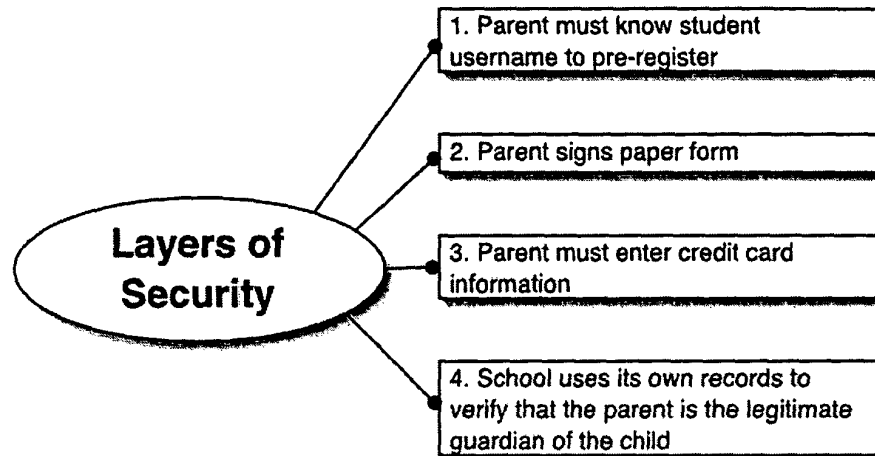 1. Parent must know student
username to pre-register
2. Parent signs paper form
Layers of
Security
3. Parent must enter credit card
information
4. School uses its own records to
verify that the parent is the legitimate
guardian of the child